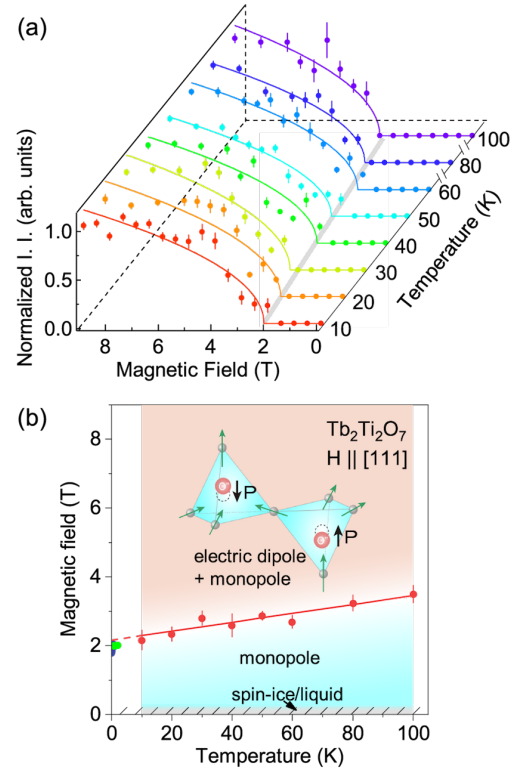 (a)
Normalized I. I. (arb. units)
1.0
0.5
0.0
8 6 4 2 0
Magnetic Field (T)
10
20
30
40
50
60
80
100
Temperature (K)
(b)
Magnetic field (T)
8
6
4
2
0
Tb2Ti2O7
H || [111]
P
P
electric dipole
+ monopole
monopole
spin-ice/liquid
0 20 40 60 80 100
Temperature (K)